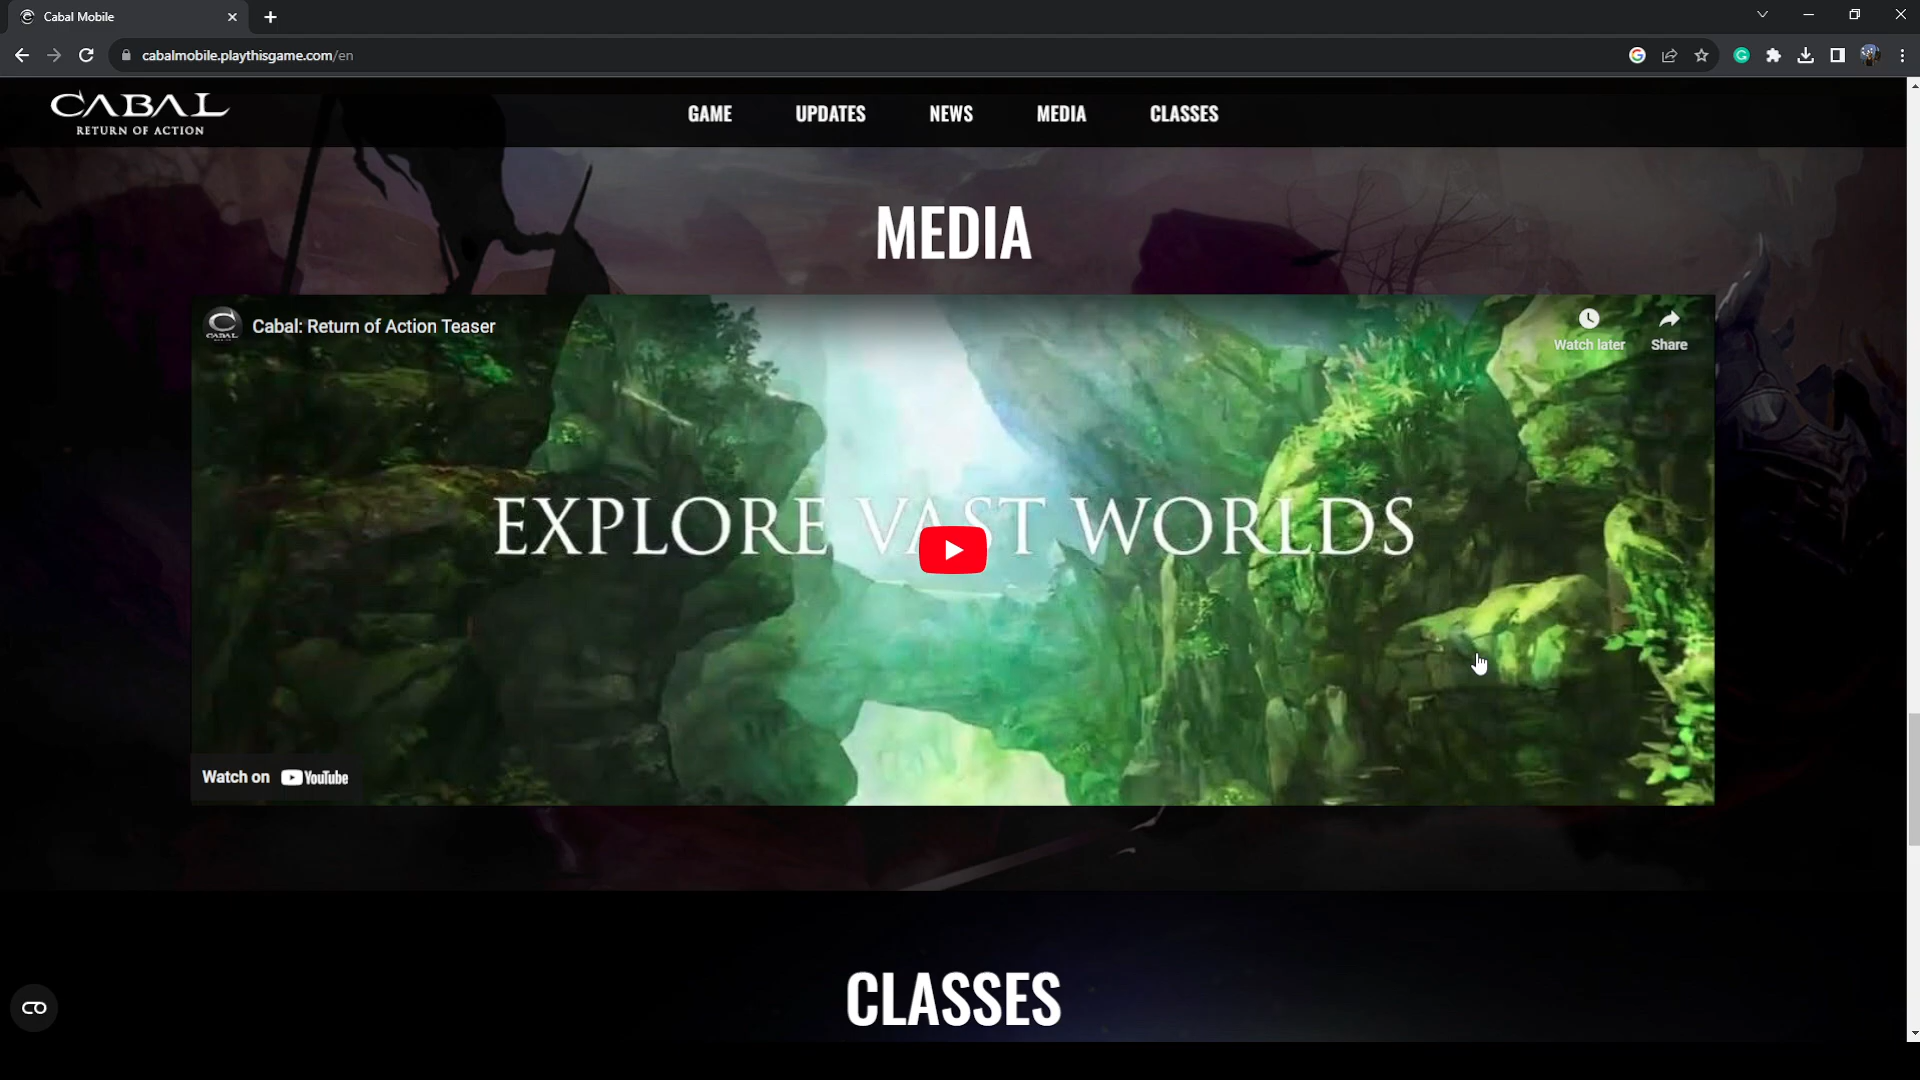 Cabal Mobile
cabalmobile.playthisgame.com/en
CABAL
RETURN OF ACTION
GAME
UPDATES
NEWS
MEDIA
CLASSES
MEDIA
CABAL
Cabal: Return of Action Teaser
Watch later
Share
EXPLORE VAST WORLDS
Watch on YouTube
CLASSES